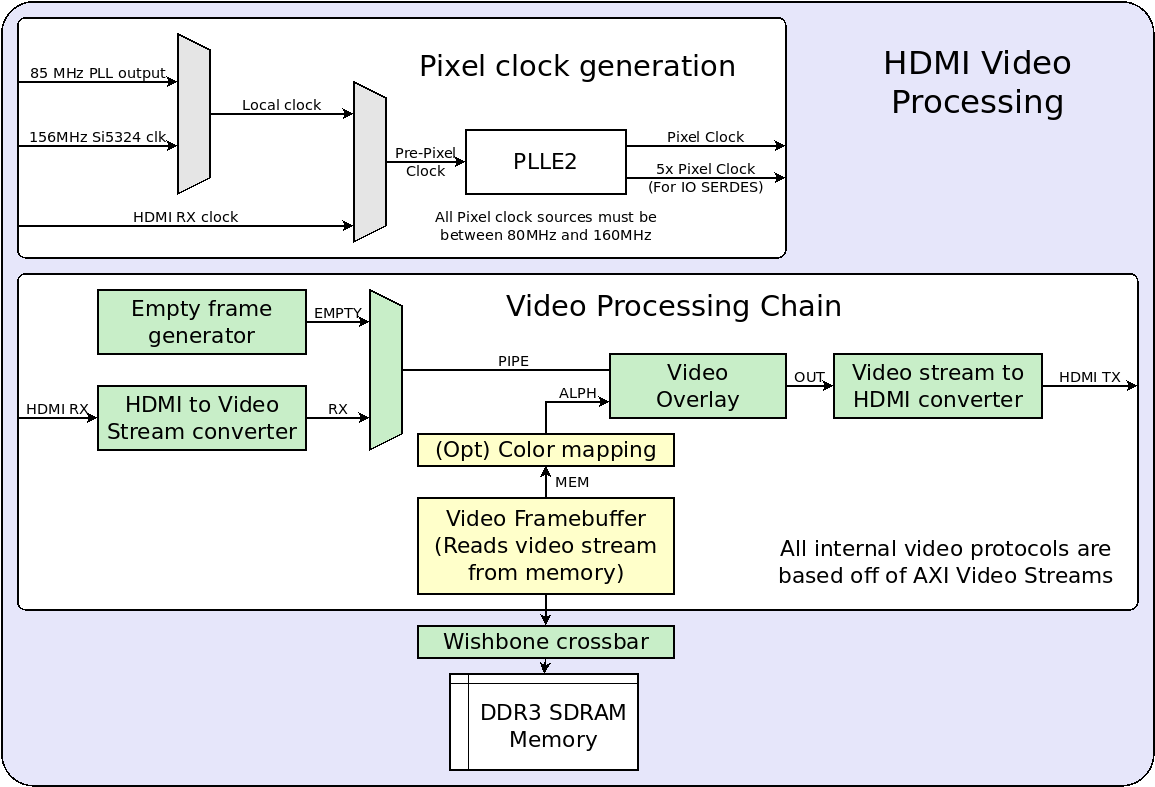 HDMI Video
Processing
Pixel clock generation
85 MHz PLL output
156MHz Si5324 clk
Local clock
HDMI RX clock
Pre-Pixel
Clock
PLLE2
Pixel Clock
5x Pixel Clock
(For IO SERDES)
All Pixel clock sources must be
between 80MHz and 160MHz
Video Processing Chain
Empty frame
generator
EMPTY
HDMI RX
HDMI to Video
Stream converter
RX
PIPE
ALPH
Video
Overlay
OUT
Video stream to
HDMI converter
HDMI TX
(Opt) Color mapping
MEM
Video Framebuffer
(Reads video stream
from memory)
All internal video protocols are
based off of AXI Video Streams
Wishbone crossbar
DDR3 SDRAM
Memory